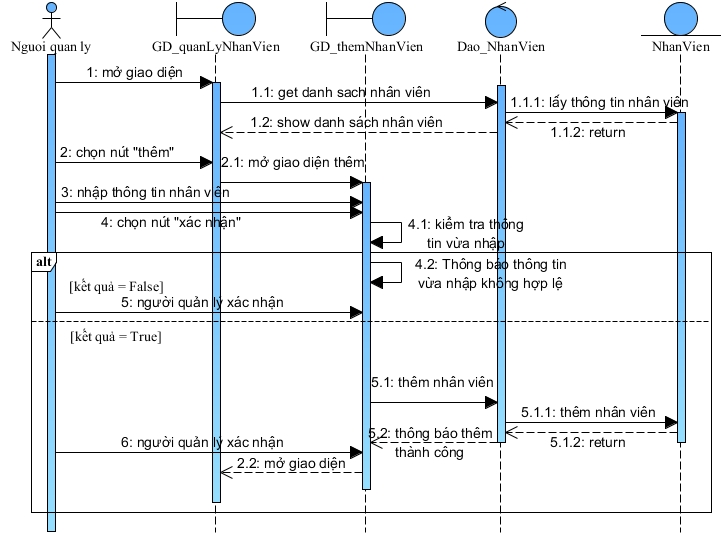 Nguoi quan ly
GD_quanLyNhanVien
GD_themNhanVien
Dao_NhanVien
NhanVien
1: mở giao diện
1.1: get danh sach nhân viên
1.1.1: lấy thông tin nhân viên
1.2: show danh sách nhân viên
1.1.2: return
2: chọn nút "thêm"
2.1: mở giao diện thêm
3: nhập thông tin nhân viên
4: chọn nút "xác nhận"
4.1: kiểm tra thông
tin vừa nhập
alt
4.2: Thông báo thông tin
vừa nhập không hợp lệ
[kết quả = False]
5: người quản lý xác nhận
[kết quả = True]
5.1: thêm nhân viên
5.1.1: thêm nhân viên
5.2: thông báo thêm
thành công
5.1.2: return
6: người quản lý xác nhận
2.2: mở giao diện